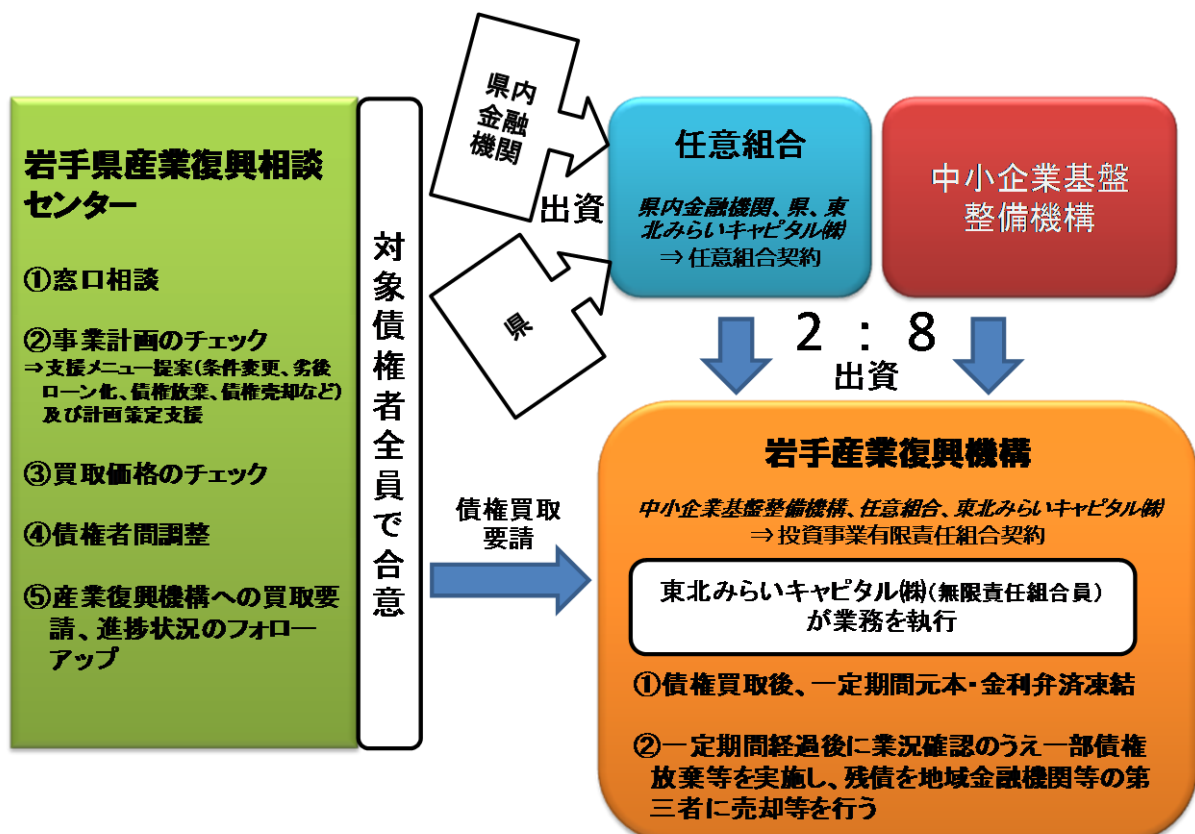 岩手県産業復興相談
センター
①窓口相談
②事業計画のチェック
⇒支援メニュー提案(条件変更、劣後
ローン化、債権放棄、債権売却など)
及び計画策定支援
③買取価格のチェック
④債権者間調整
⑤産業復興機構への買取要
請、進捗状況のフォロー
アップ
対象債権者全員で合意
県内
金融
機関
出資
県
任意組合
県内金融機関、県、東
北みらいキャピタル㈱
⇒ 任意組合契約
中小企業基盤
整備機構
2 : 8
出資
債権買取
要請
岩手産業復興機構
中小企業基盤整備機構、任意組合、東北みらいキャピタル㈱
⇒ 投資事業有限責任組合契約
東北みらいキャピタル㈱(無限責任組合員)
が業務を執行
①債権買取後、一定期間元本・金利弁済凍結
②一定期間経過後に業況確認のうえ一部債権
放棄等を実施し、残債を地域金融機関等の第
三者に売却等を行う